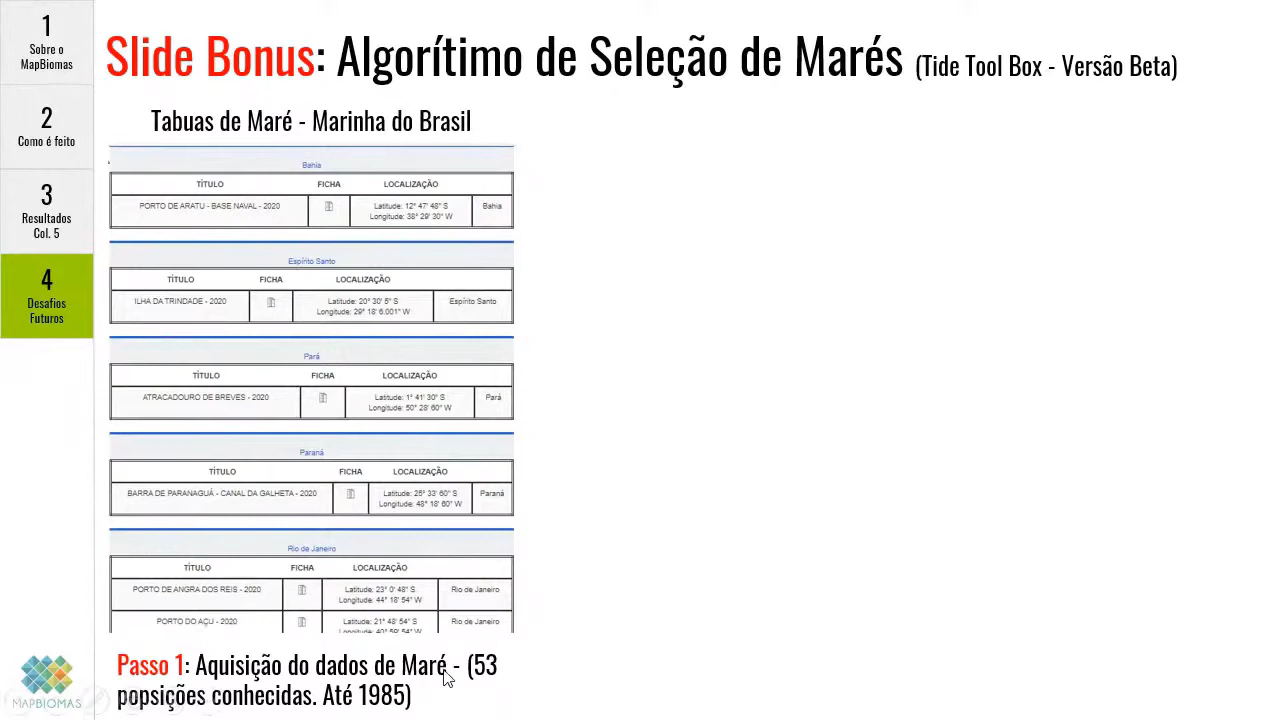 1
Sobre o
MapBiomas
2
Como é feito
3
Resultados
Col. 5
4
Desafios
Futuros
Slide Bonus: Algorítimo de Seleção de Marés (Tide Tool Box - Versão Beta)
Tabuas de Maré - Marinha do Brasil
Bahia
TÍTULO FICHA LOCALIZAÇÃO
PORTO DE ARATU - BASE NAVAL - 2020 Latitude: 12° 47' 48" S Bahia
Longitude: 38° 29' 30" W
Espírito Santo
TÍTULO FICHA LOCALIZAÇÃO
ILHA DA TRINDADE - 2020 Latitude: 20° 30' 5" S Espírito Santo
Longitude: 29° 18' 6.001" W
Pará
TÍTULO FICHA LOCALIZAÇÃO
ATRACADOURO DE BREVES - 2020 Latitude: 1° 41' 30" S Pará
Longitude: 50° 28' 60" W
Paraná
TÍTULO FICHA LOCALIZAÇÃO
BARRA DE PARANAGUÁ - CANAL DA GALHETA - 2020 Latitude: 25° 33' 60" S Paraná
Longitude: 48° 18' 60" W
Rio de Janeiro
TÍTULO FICHA LOCALIZAÇÃO
PORTO DE ANGRA DOS REIS - 2020 Latitude: 23° 0' 48" S Rio de Janeiro
Longitude: 44° 18' 54" W
PORTO DO AÇU - 2020 Latitude: 21° 48' 54" S Rio de Janeiro
Longitude: 40° 59' 54" W
Passo 1: Aquisição do dados de Maré - (53
popsições conhecidas. Até 1985)
MAPBIOMAS